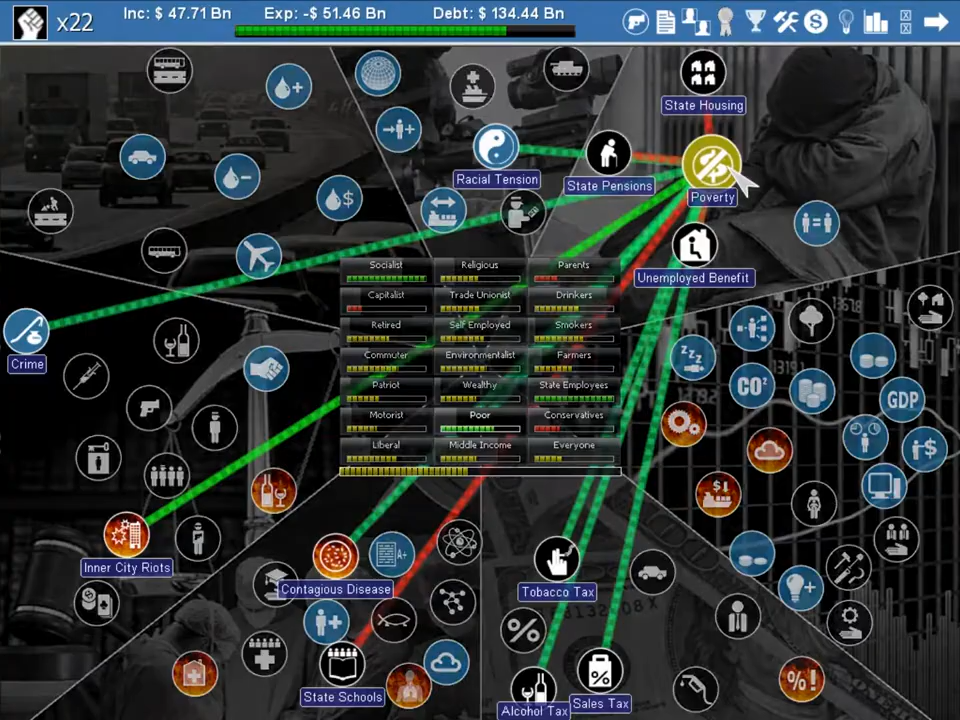 x22
Inc: $ 47.71 Bn
Exp: -$ 51.46 Bn
Debt: $ 134.44 Bn
State Housing
Racial Tension
State Pensions
Poverty
Unemployed Benefit
Socialist
Religious
Parents
Capitalist
Trade Unionist
Drinkers
Retired
Self Employed
Smokers
Commuter
Environmentalist
Farmers
Patriot
Wealthy
State Employees
Motorist
Poor
Conservatives
Liberal
Middle Income
Everyone
Crime
CO²
GDP
Inner City Riots
Contagious Disease
A+
Tobacco Tax
State Schools
Alcohol Tax
Sales Tax
%!